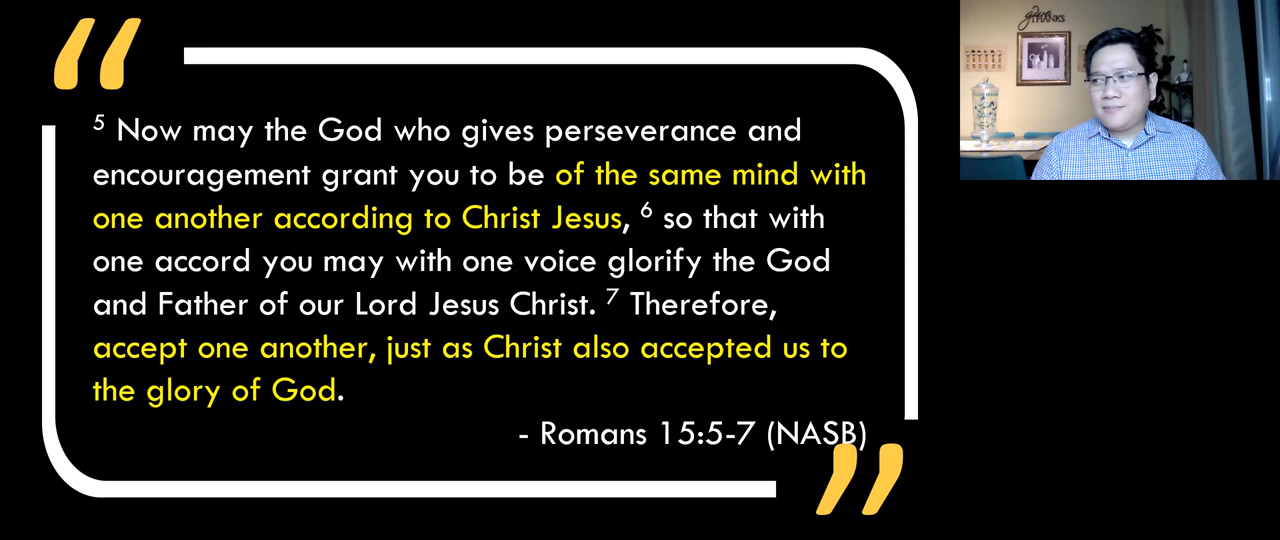 5 Now may the God who gives perseverance and
encouragement grant you to be of the same mind with
one another according to Christ Jesus, 6 so that with
one accord you may with one voice glorify the God
and Father of our Lord Jesus Christ. 7 Therefore,
accept one another, just as Christ also accepted us to
the glory of God.
- Romans 15:5-7 (NASB)
give
THANKS